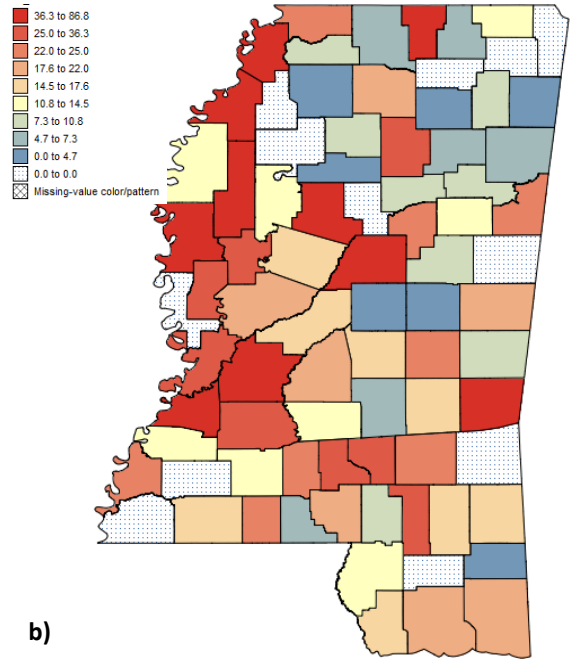 36.3 to 86.8
25.0 to 36.3
22.0 to 25.0
17.6 to 22.0
14.5 to 17.6
10.8 to 14.5
7.3 to 10.8
4.7 to 7.3
0.0 to 4.7
0.0 to 0.0
Missing-value color/pattern
b)